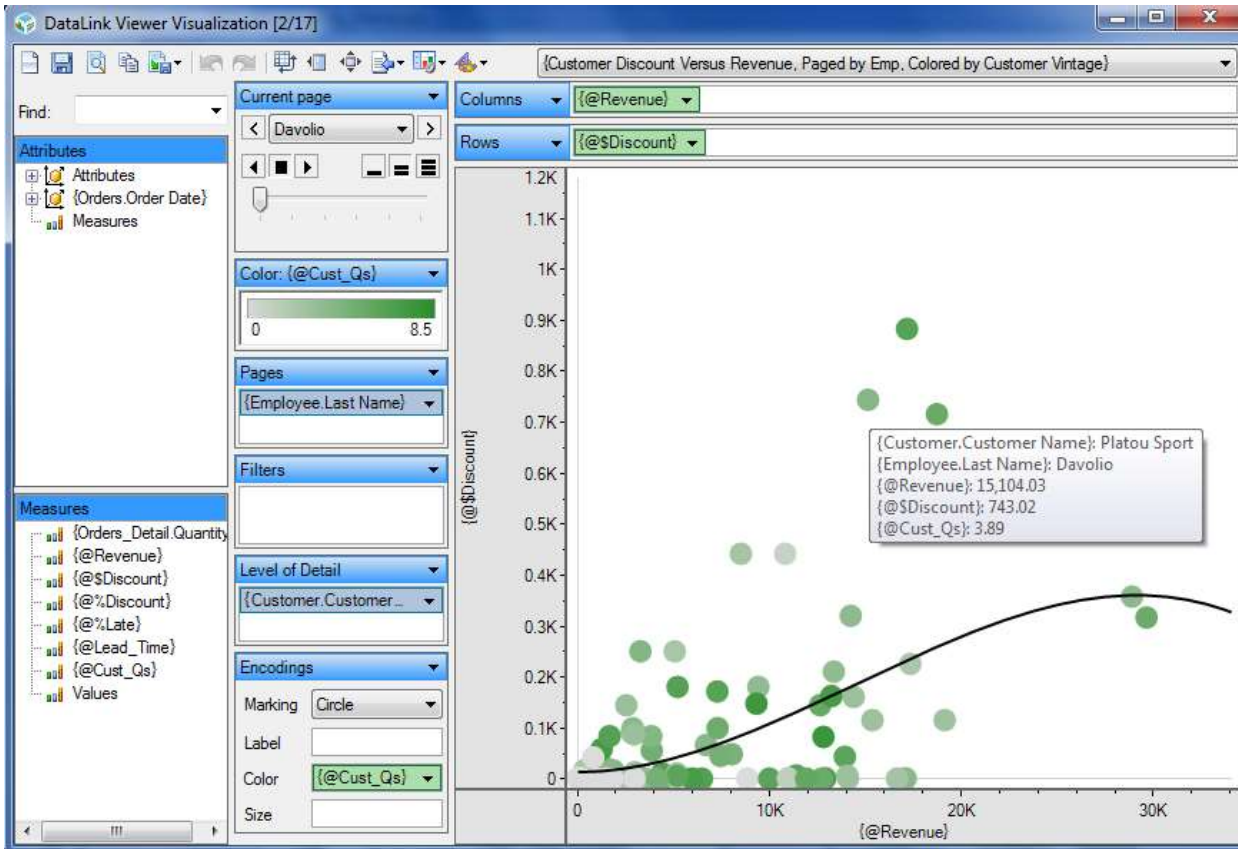 DataLink Viewer Visualization [2/17]
{Customer Discount Versus Revenue, Paged by Emp, Colored by Customer Vintage}
Find:
Attributes
Attributes
{Orders.Order Date}
Measures
Measures
{Orders_Detail.Quantity
{@Revenue}
{@$Discount}
{@%Discount}
{@%Late}
{@Lead_Time}
{@Cust_Qs}
Values
Current page
Davolio
Color: {@Cust_Qs}
0 8.5
Pages
{Employee.Last Name}
Filters
Level of Detail
{Customer.Customer...
Encodings
Marking Circle
Label
Color {@Cust_Qs}
Size
Columns {@Revenue}
Rows {@$Discount}
{@$Discount}
1.2K
1.1K
1K
0.9K
0.8K
0.7K
0.6K
0.5K
0.4K
0.3K
0.2K
0.1K
0
{Customer.Customer Name}: Platou Sport
{Employee.Last Name}: Davolio
{@Revenue}: 15,104.03
{@$Discount}: 743.02
{@Cust_Qs}: 3.89
0 10K 20K 30K
{@Revenue}